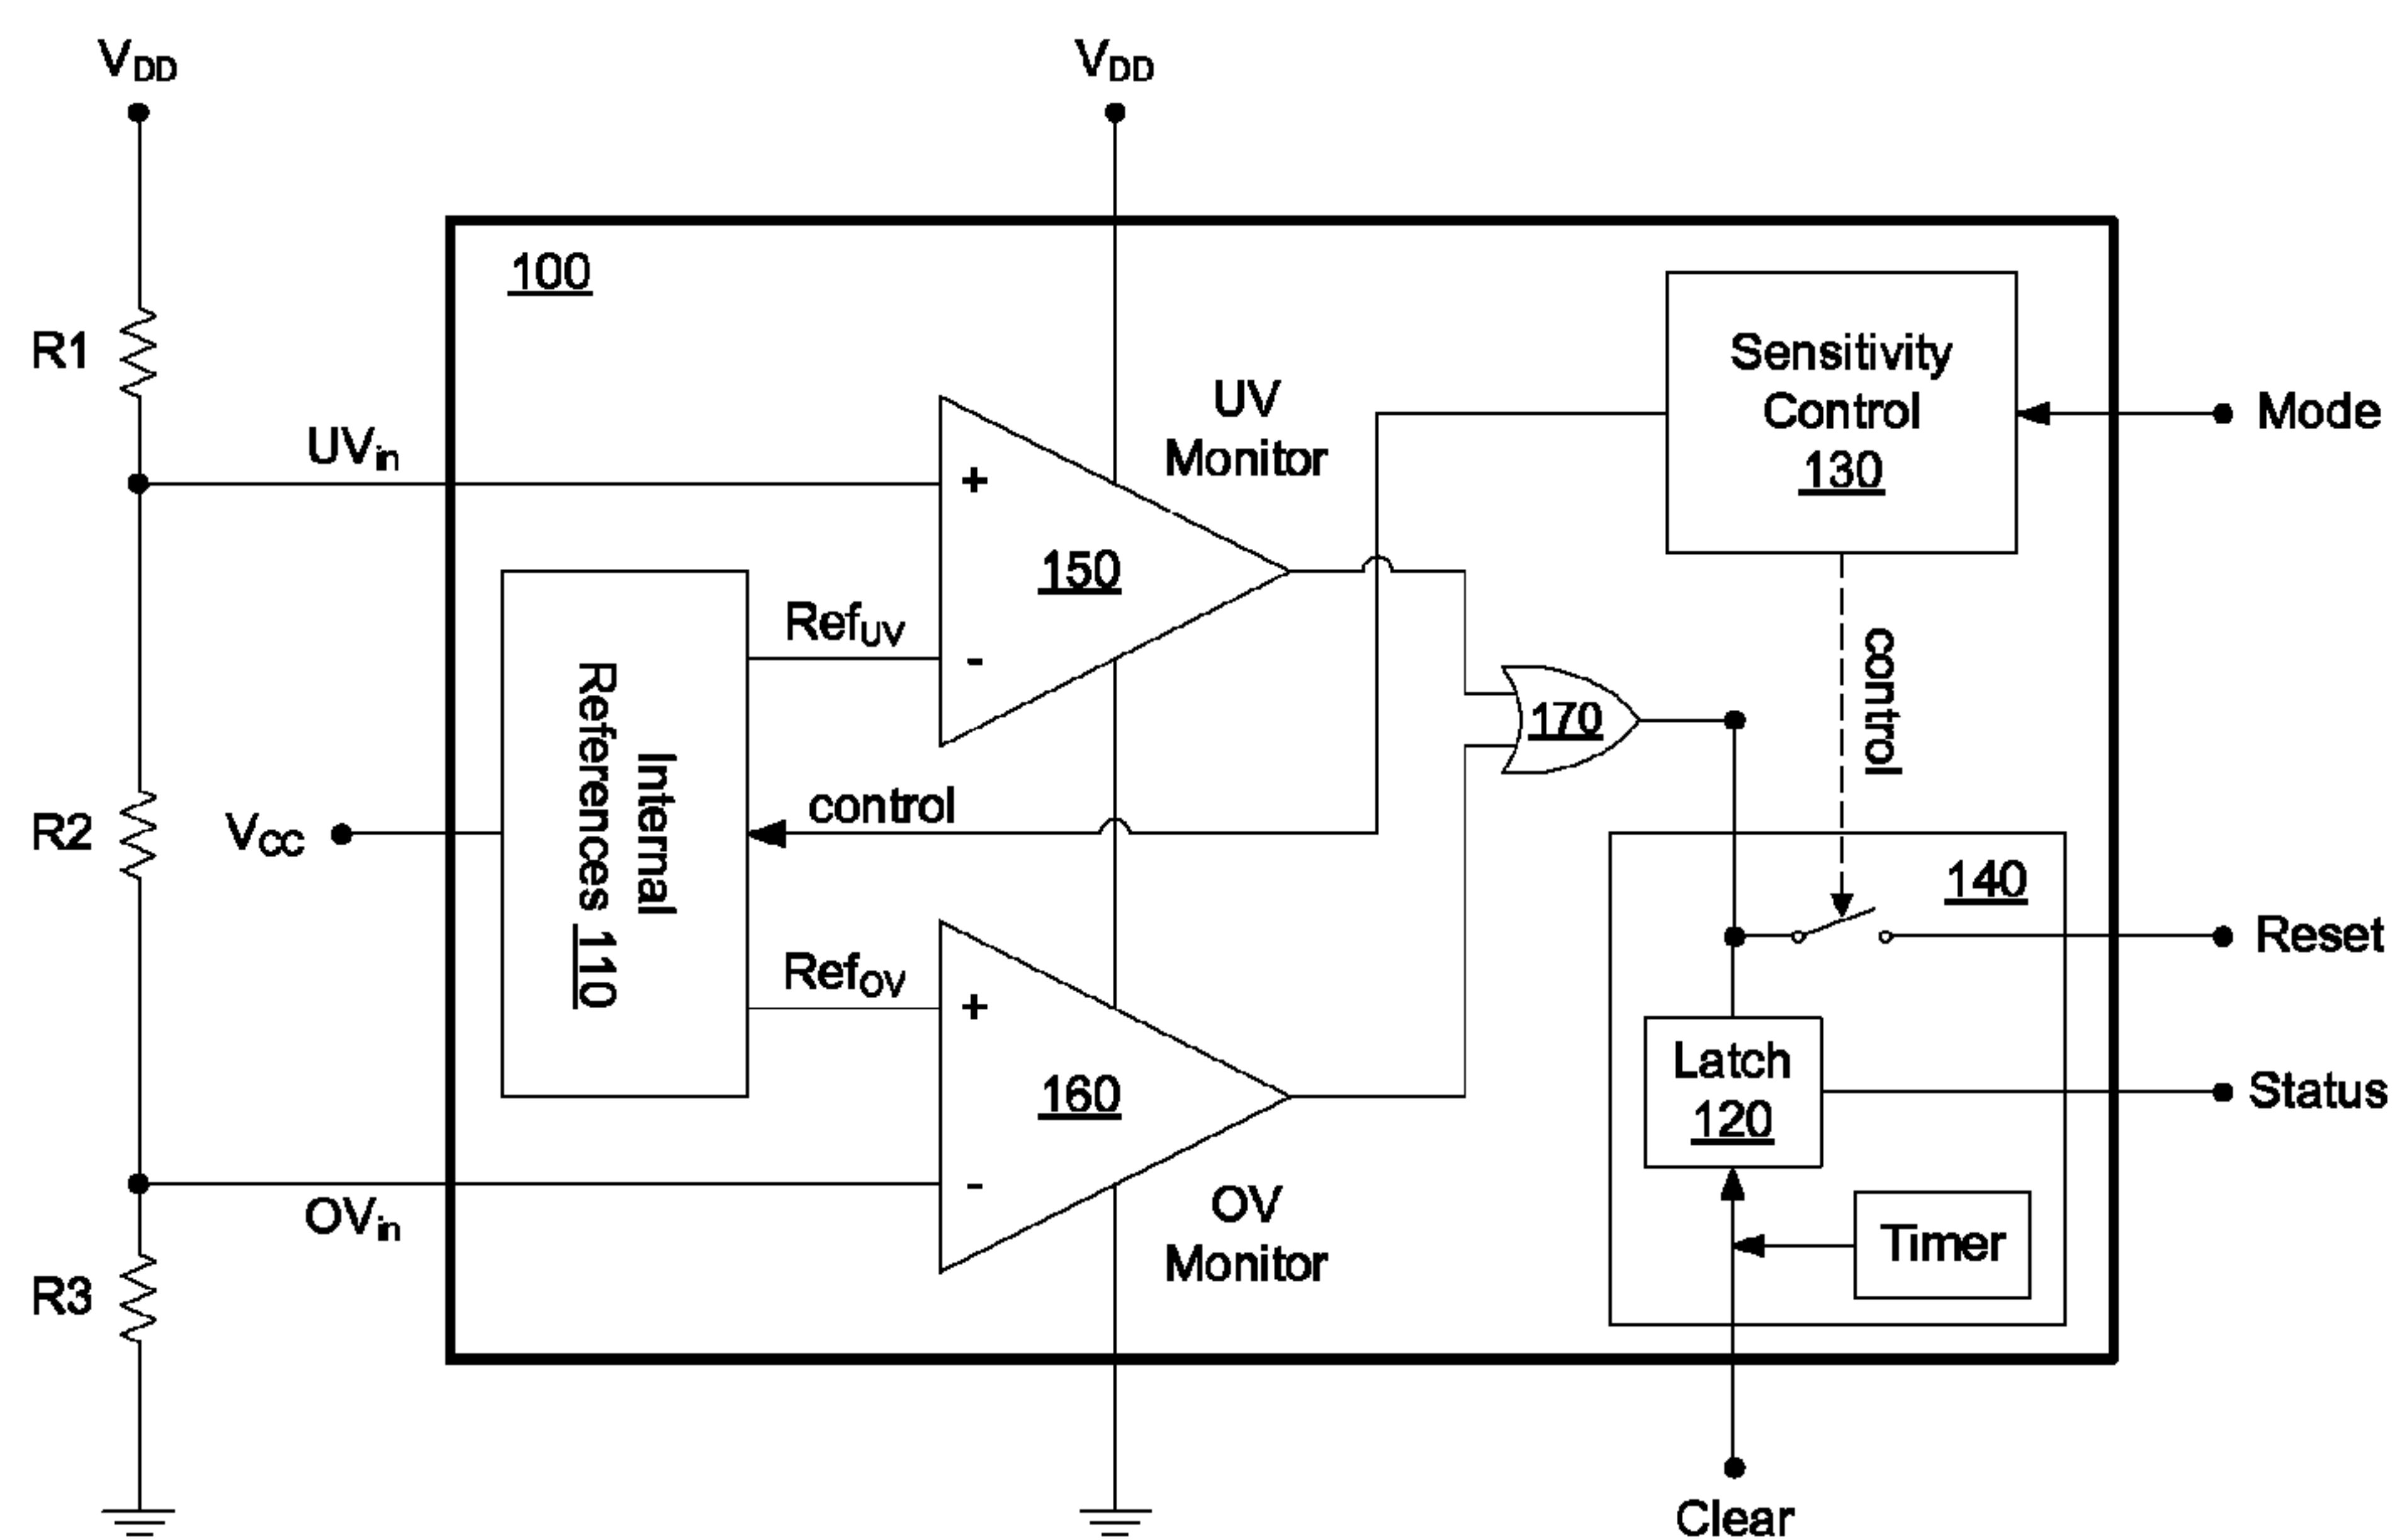 VDD
VDD
100
R1
UVin
+
-
150
UV
Monitor
Sensitivity
Control
130
Mode
RefUV
Internal
References 110
control
170
control
R2
VCC
140
Reset
RefOV
+
-
160
OV
Monitor
Latch
120
Status
Timer
OVin
R3
Clear